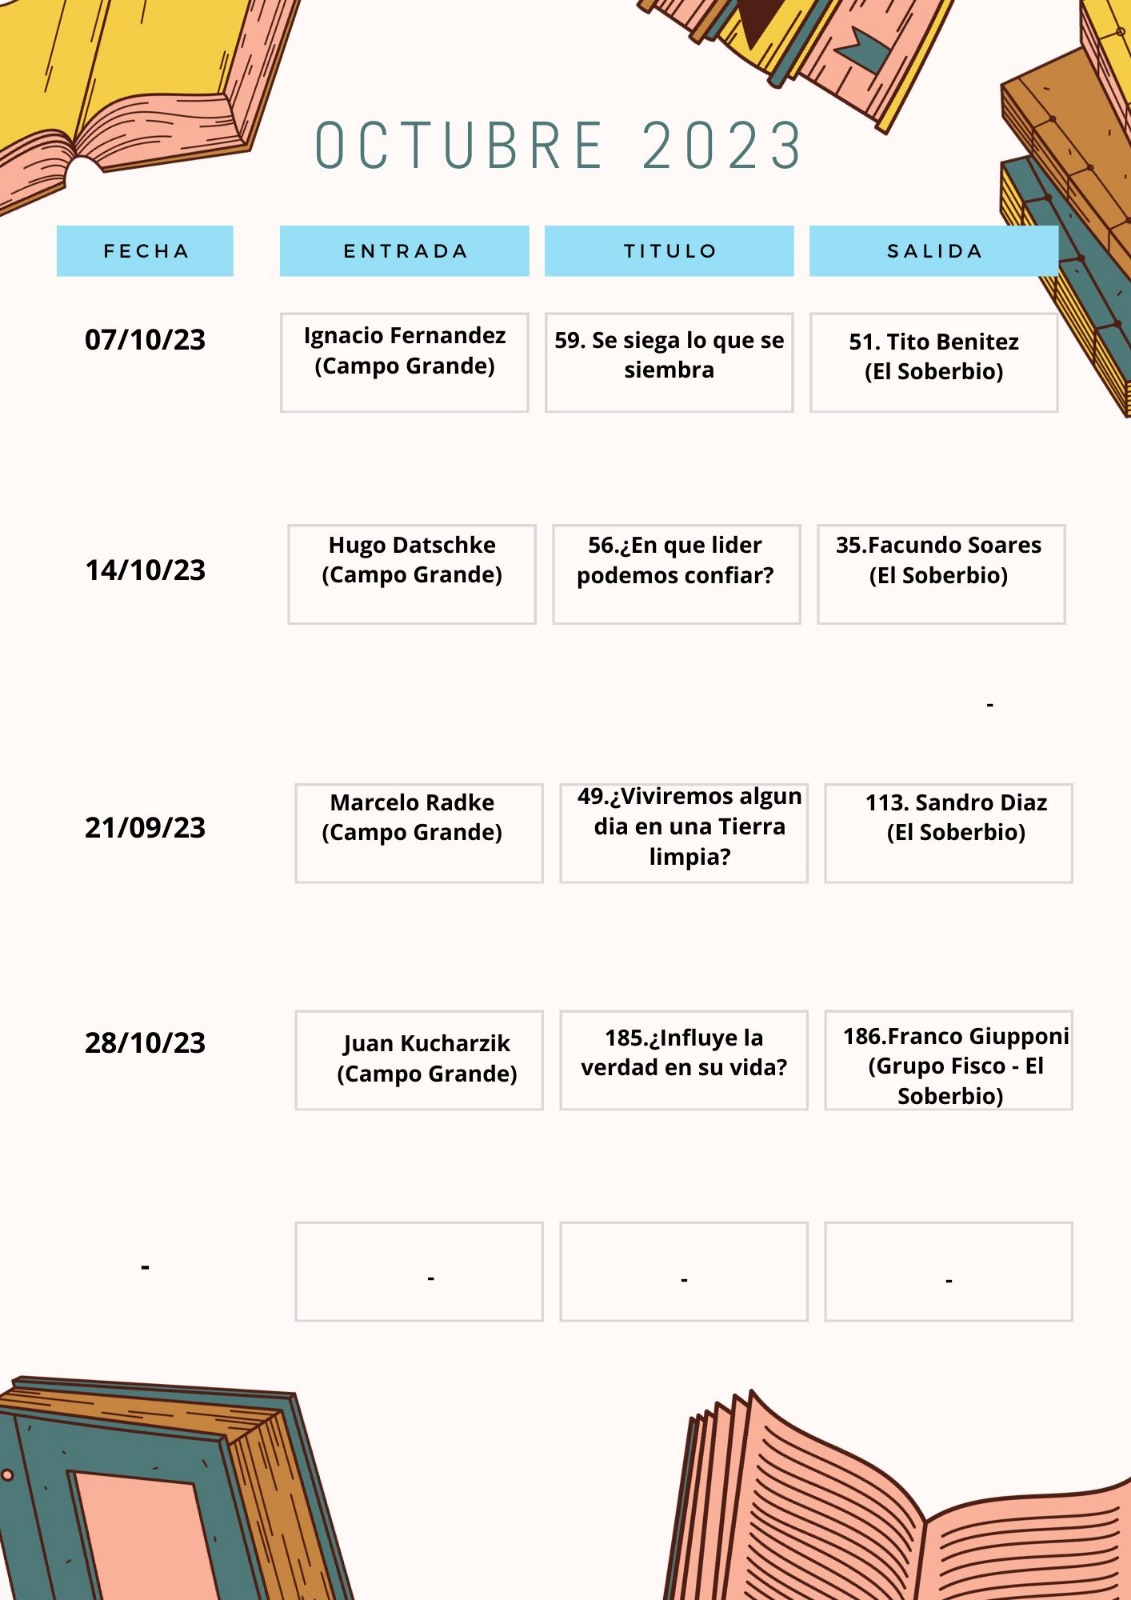 OCTUBRE 2023
FECHA
ENTRADA
TITULO
SALIDA
07/10/23
Ignacio Fernandez
(Campo Grande)
59. Se siega lo que se
siembra
51. Tito Benitez
(El Soberbio)
14/10/23
Hugo Datschke
(Campo Grande)
56.¿En que lider
podemos confiar?
35.Facundo Soares
(El Soberbio)
-
21/09/23
Marcelo Radke
(Campo Grande)
49.¿Viviremos algun
dia en una Tierra
limpia?
113. Sandro Diaz
(El Soberbio)
28/10/23
Juan Kucharzik
(Campo Grande)
185.¿Influye la
verdad en su vida?
186.Franco Giupponi
(Grupo Fisco - El
Soberbio)
-
-
-
-